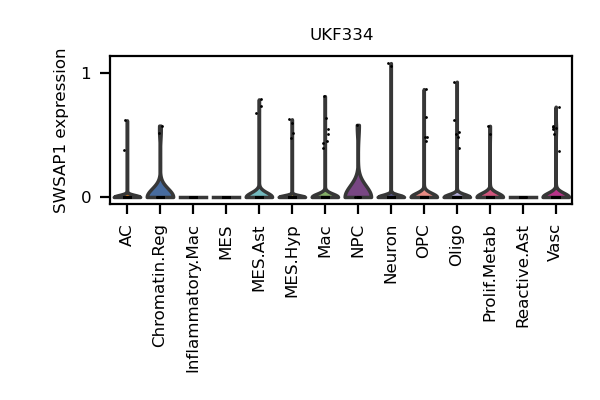 UKF334
SWSAP1 expression
1
0
AC
Chromatin.Reg
Inflammatory.Mac
MES
MES.Ast
MES.Hyp
Mac
NPC
Neuron
OPC
Oligo
Prolif.Metab
Reactive.Ast
Vasc